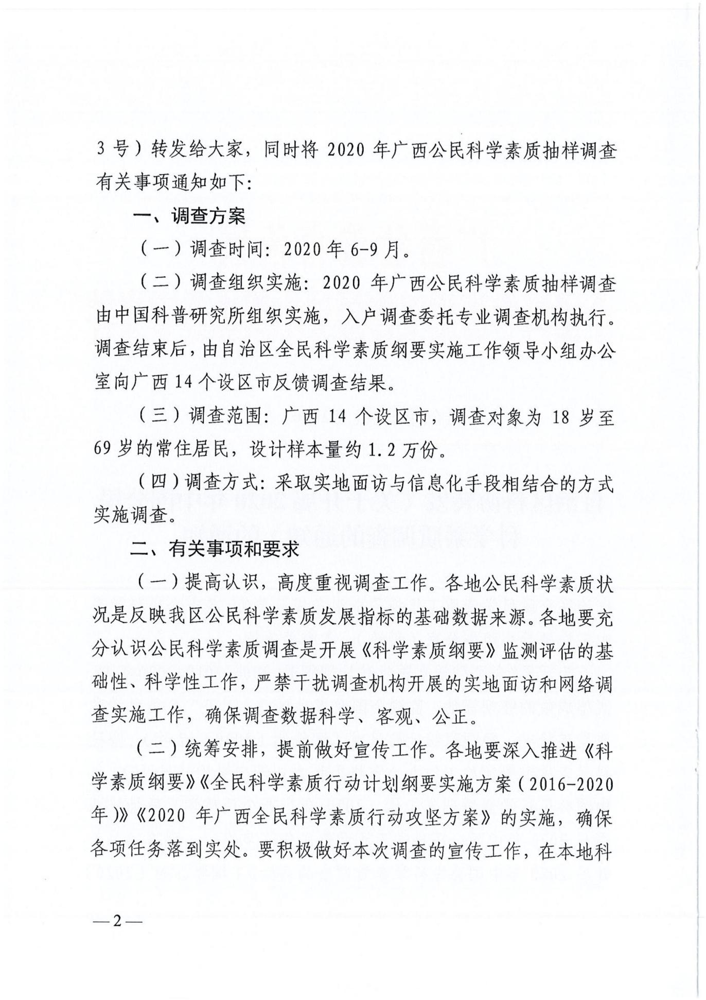 3 号）转发给大家，同时将 2020 年广西公民科学素质抽样调查
有关事项通知如下：
一、调查方案
（一）调查时间：2020 年 6-9 月。
（二）调查组织实施：2020 年广西公民科学素质抽样调查
由中国科普研究所组织实施，入户调查委托专业调查机构执行。
调查结束后，由自治区全民科学素质纲要实施工作领导小组办公
室向广西 14 个设区市反馈调查结果。
（三）调查范围：广西 14 个设区市，调查对象为 18 岁至
69 岁的常住居民，设计样本量约 1.2 万份。
（四）调查方式：采取实地面访与信息化手段相结合的方式
实施调查。
二、有关事项和要求
（一）提高认识，高度重视调查工作。各地公民科学素质状
况是反映我区公民科学素质发展指标的基础数据来源。各地要充
分认识公民科学素质调查是开展《科学素质纲要》监测评估的基
础性、科学性工作，严禁干扰调查机构开展的实地面访和网络调
查实施工作，确保调查数据科学、客观、公正。
（二）统筹安排，提前做好宣传工作。各地要深入推进《科
学素质纲要》《全民科学素质行动计划纲要实施方案（2016-2020
年）》《2020 年广西全民科学素质行动攻坚方案》的实施，确保
各项任务落到实处。要积极做好本次调查的宣传工作，在本地科
—2—